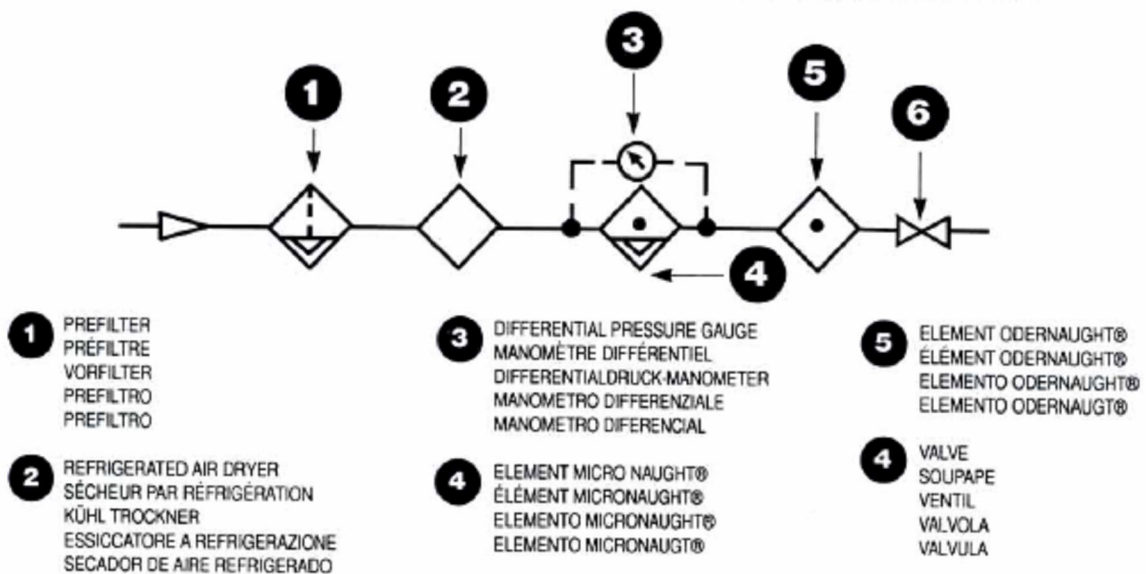 1
2
3
4
5
6
1
PREFILTER
PRÉFILTRE
VORFILTER
PREFILTRO
PREFILTRO
2
REFRIGERATED AIR DRYER
SÉCHEUR PAR RÉFRIGÉRATION
KÜHL TROCKNER
ESSICCATORE A REFRIGERAZIONE
SECADOR DE AIRE REFRIGERADO
3
DIFFERENTIAL PRESSURE GAUGE
MANOMÈTRE DIFFÉRENTIEL
DIFFERENTIALDRUCK-MANOMETER
MANOMETRO DIFFERENZIALE
MANOMETRO DIFERENCIAL
4
ELEMENT MICRO NAUGHT®
ÉLÉMENT MICRONAUGHT®
ELEMENTO MICRONAUGHT®
ELEMENTO MICRONAUGT®
5
ELEMENT ODERNAUGHT®
ÉLÉMENT ODERNAUGHT®
ELEMENTO ODERNAUGHT®
ELEMENTO ODERNAUGT®
4
VALVE
SOUPAPE
VENTIL
VALVOLA
VALVULA